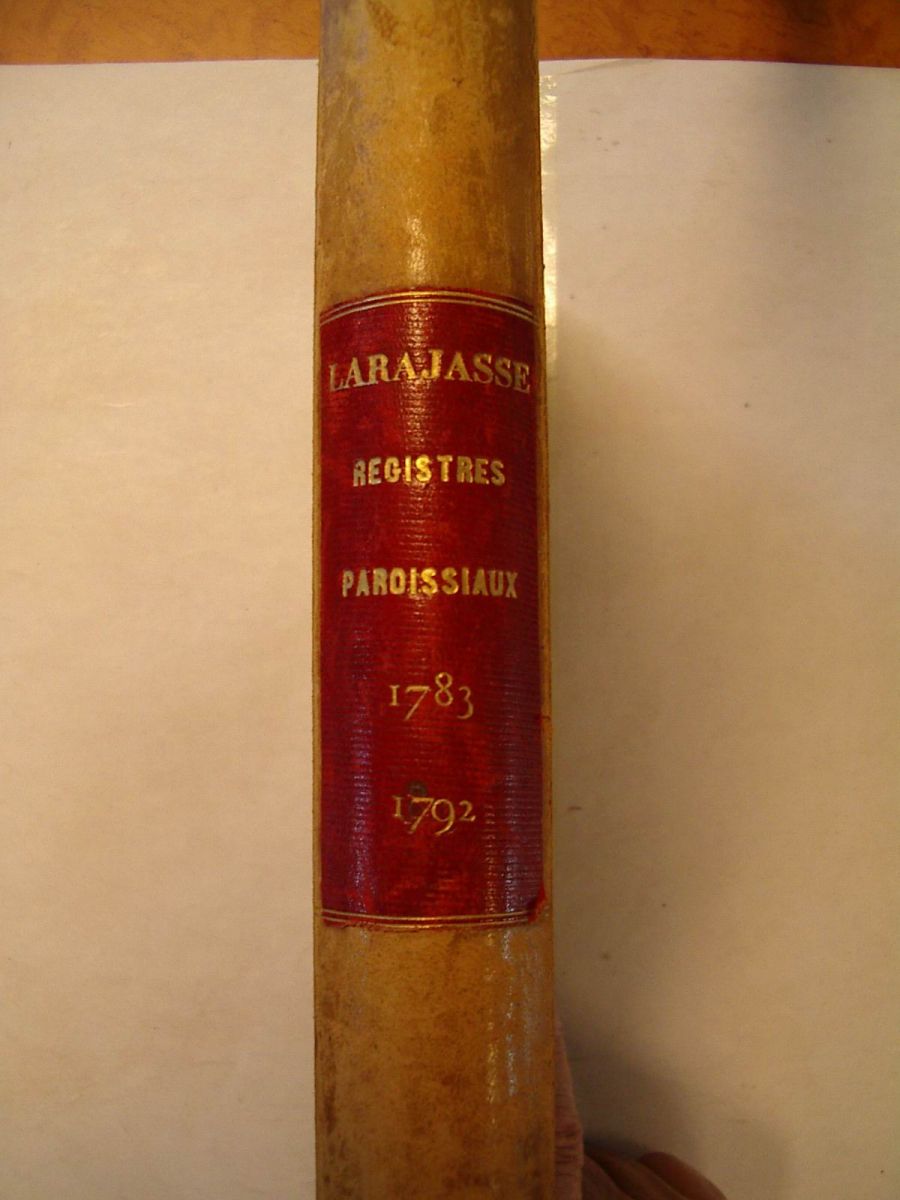 LARAJASSE
REGISTRES
PAROISSIAUX
1783
1792